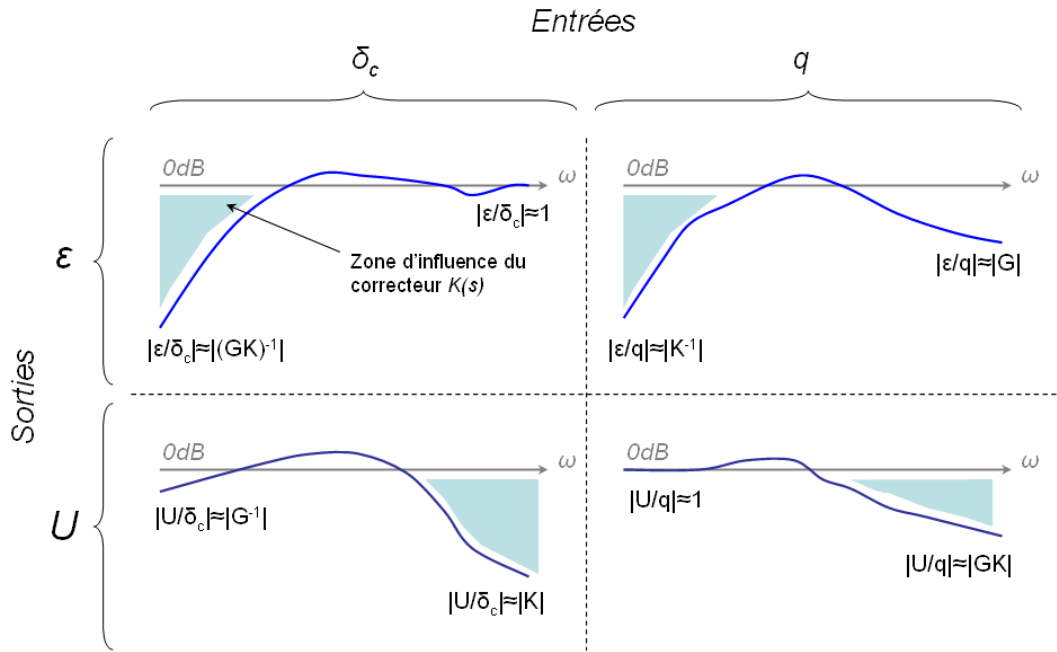 Entrées
δc
q
0dB
ω
|ε/δc|≈1
Zone d'influence du
correcteur K(s)
|ε/δc|≈|(GK)-1|
0dB
ω
|ε/q|≈|G|
|ε/q|≈|K-1|
ε
Sorties
0dB
ω
|U/δc|≈|G-1|
|U/δc|≈|K|
0dB
ω
|U/q|≈1
|U/q|≈|GK|
U